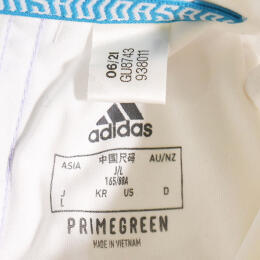 06/21
GU8743
938011
adidas
ASIA 中国尺码 AU/NZ
J/L
165/88A
J KR US D
L
PRIMEGREEN
MADE IN VIETNAM